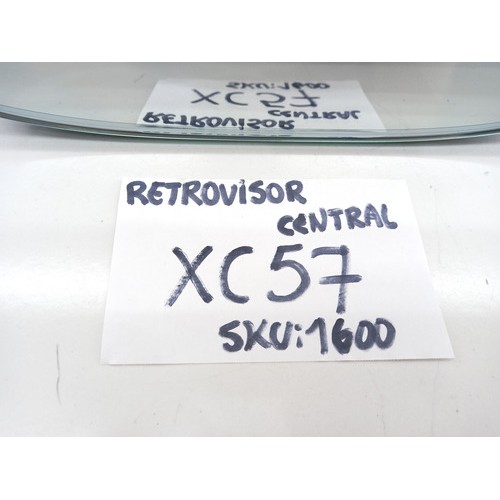 RETROVISOR
CENTRAL
XC57
SKU:1600